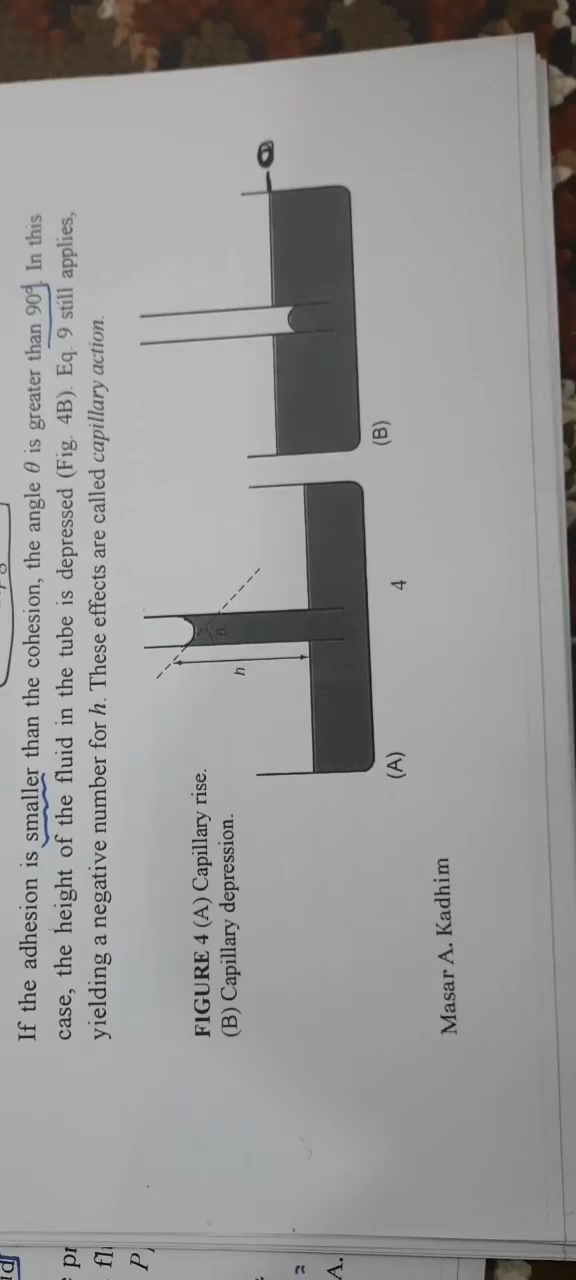 If the adhesion is smaller than the cohesion, the angle θ is greater than 90°. In this
case, the height of the fluid in the tube is depressed (Fig. 4B). Eq. 9 still applies,
yielding a negative number for h. These effects are called capillary action.
h
θ
(A)
(B)
FIGURE 4 (A) Capillary rise.
(B) Capillary depression.
4
Masar A. Kadhim
A.